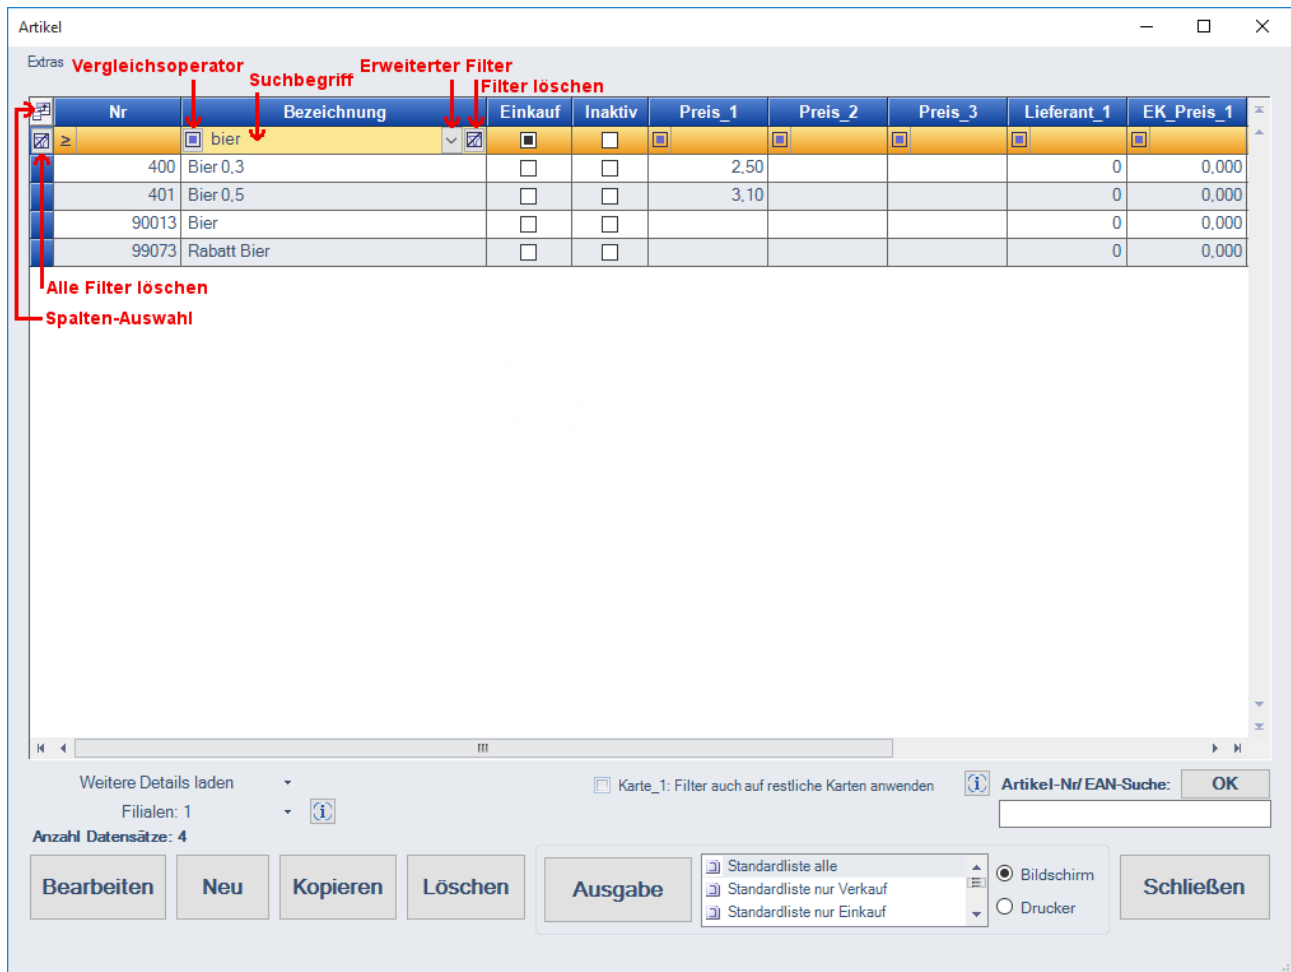 Artikel
Extras Vergleichsoperator Erweiterter Filter
Suchbegriff Filter löschen
Nr Bezeichnung Einkauf Inaktiv Preis_1 Preis_2 Preis_3 Lieferant_1 EK_Preis_1
≥ bier
400 Bier 0,3 2,50 0 0,000
401 Bier 0,5 3,10 0 0,000
90013 Bier 0 0,000
99073 Rabatt Bier 0 0,000
Alle Filter löschen
Spalten-Auswahl
Weitere Details laden Karte_1: Filter auch auf restliche Karten anwenden Artikel-Nr/EAN-Suche: OK
Filialen: 1
Anzahl Datensätze: 4
Bearbeiten Neu Kopieren Löschen Ausgabe Standardliste alle Bildschirm Schließen
Standardliste nur Verkauf
Standardliste nur Einkauf Drucker